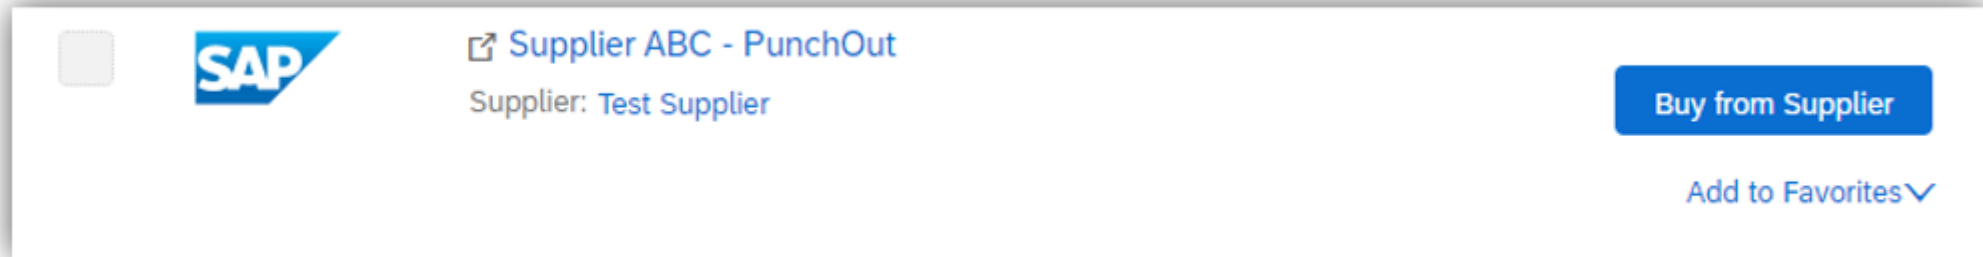 SAP
Supplier ABC - PunchOut
Supplier: Test Supplier
Buy from Supplier
Add to Favorites